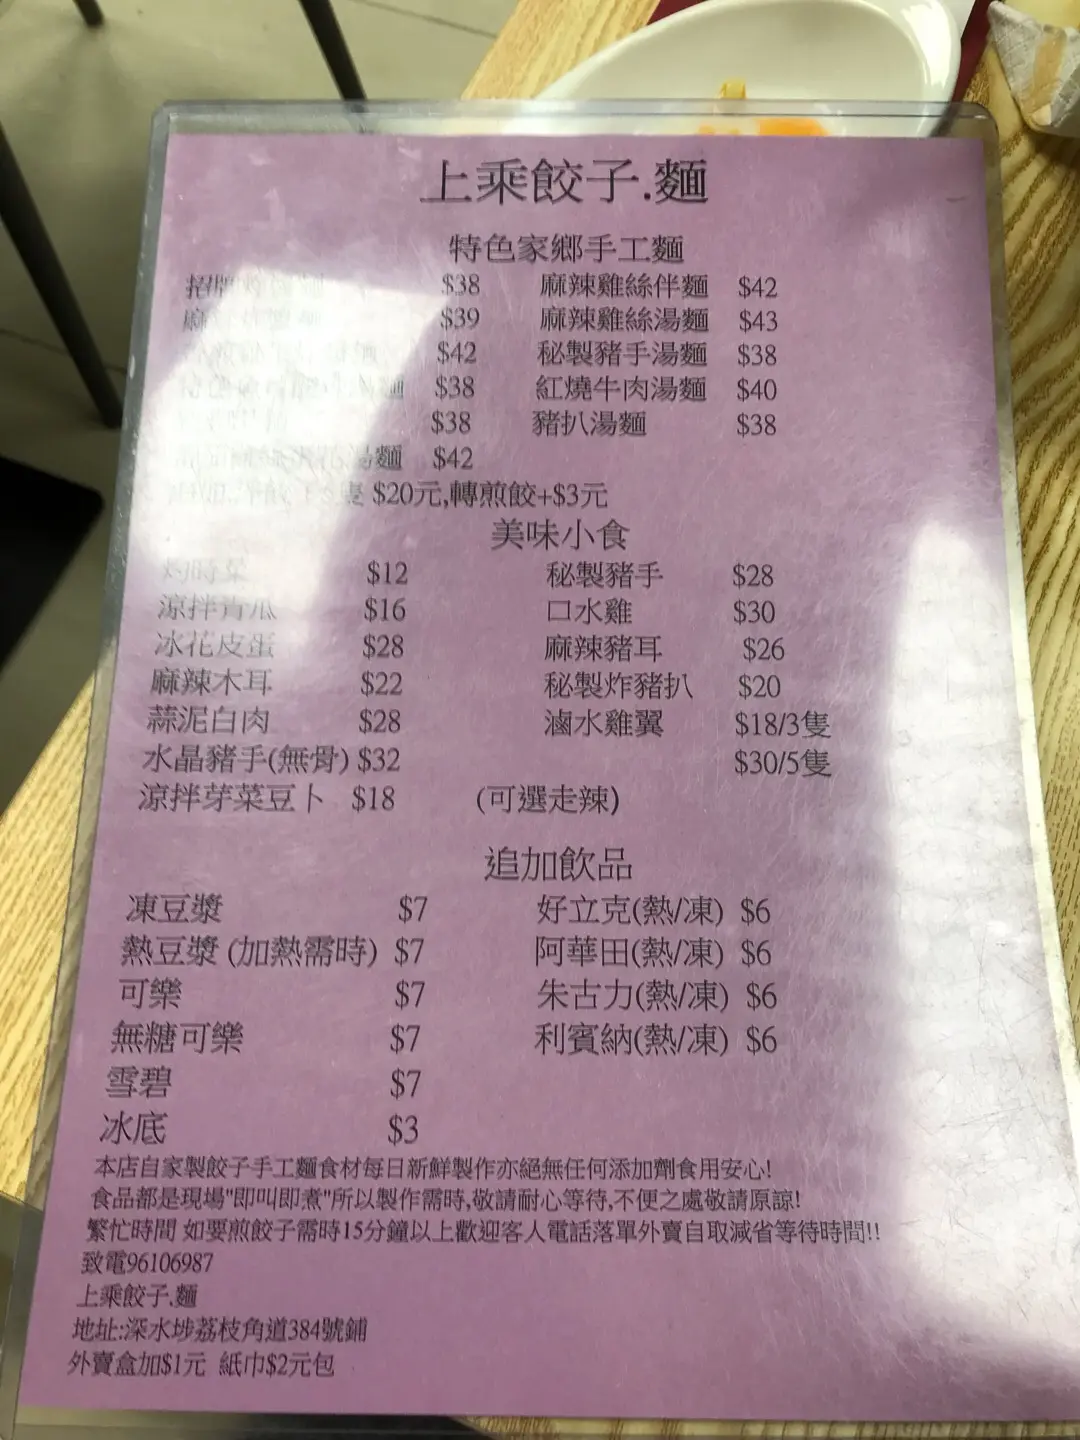 上乘餃子.麵
特色家鄉手工麵
招牌 $38 麻辣雞絲伴麵 $42
麻 $39 麻辣雞絲湯麵 $43
$42 秘製豬手湯麵 $38
麵 $38 紅燒牛肉湯麵 $40
$38 豬扒湯麵 $38
湯麵 $42
$20元,轉煎餃+$3元
美味小食
灼時菜 $12 秘製豬手 $28
涼拌青瓜 $16 口水雞 $30
冰花皮蛋 $28 麻辣豬耳 $26
麻辣木耳 $22 秘製炸豬扒 $20
蒜泥白肉 $28 滷水雞翼 $18/3隻
水晶豬手(無骨) $32 $30/5隻
涼拌芽菜豆卜 $18 (可選走辣)
追加飲品
凍豆漿 $7 好立克(熱/凍) $6
熱豆漿 (加熱需時) $7 阿華田(熱/凍) $6
可樂 $7 朱古力(熱/凍) $6
無糖可樂 $7 利賓納(熱/凍) $6
雪碧 $7
冰底 $3
本店自家製餃子手工麵食材每日新鮮製作亦絕無任何添加劑食用安心!
食品都是現場"即叫即煮"所以製作需時,敬請耐心等待,不便之處敬請原諒!
繁忙時間 如要煎餃子需時15分鐘以上歡迎客人電話落單外賣自取減省等待時間!!
致電96106987
上乘餃子.麵
地址:深水埗荔枝角道384號鋪
外賣盒加$1元 紙巾$2元包